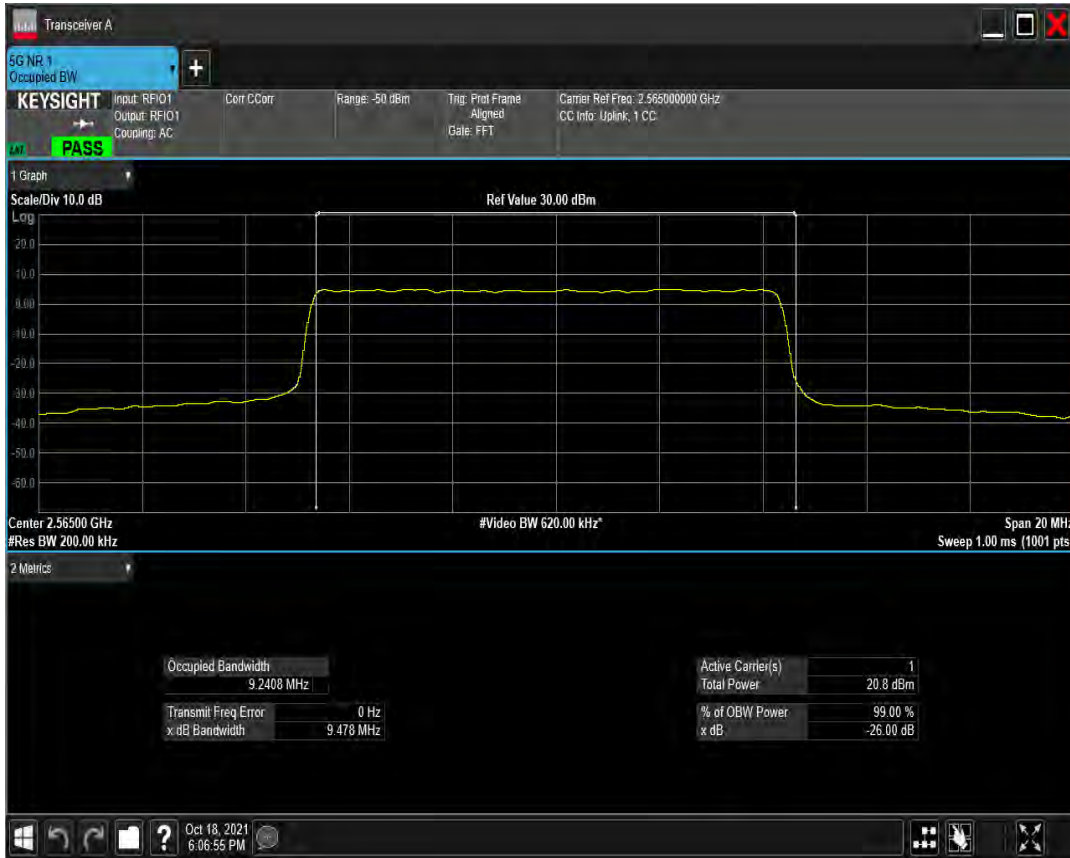 Transceiver A
5G NR 1
Occupied BW
+
KEYSIGHT
Input: RFIO1
Output: RFIO1
Coupling: AC
Corr CCorr
Range: -50 dBm
Trig: Prot Frame
Aligned
Gate: FFT
Carrier Ref Freq: 2.565000000 GHz
CC Info: Uplink, 1 CC
PASS
1 Graph
Scale/Div 10.0 dB
Ref Value 30.00 dBm
Log
20.0
10.0
0.00
-10.0
-20.0
-30.0
-40.0
-50.0
-60.0
Center 2.56500 GHz
#Video BW 620.00 kHz*
Span 20 MHz
#Res BW 200.00 kHz
Sweep 1.00 ms (1001 pts
2 Metrics
Occupied Bandwidth
9.2408 MHz
Transmit Freq Error 0 Hz
x dB Bandwidth 9.478 MHz
Active Carrier(s) 1
Total Power 20.8 dBm
% of OBW Power 99.00 %
x dB -26.00 dB
?
Oct 18, 2021
6:06:55 PM